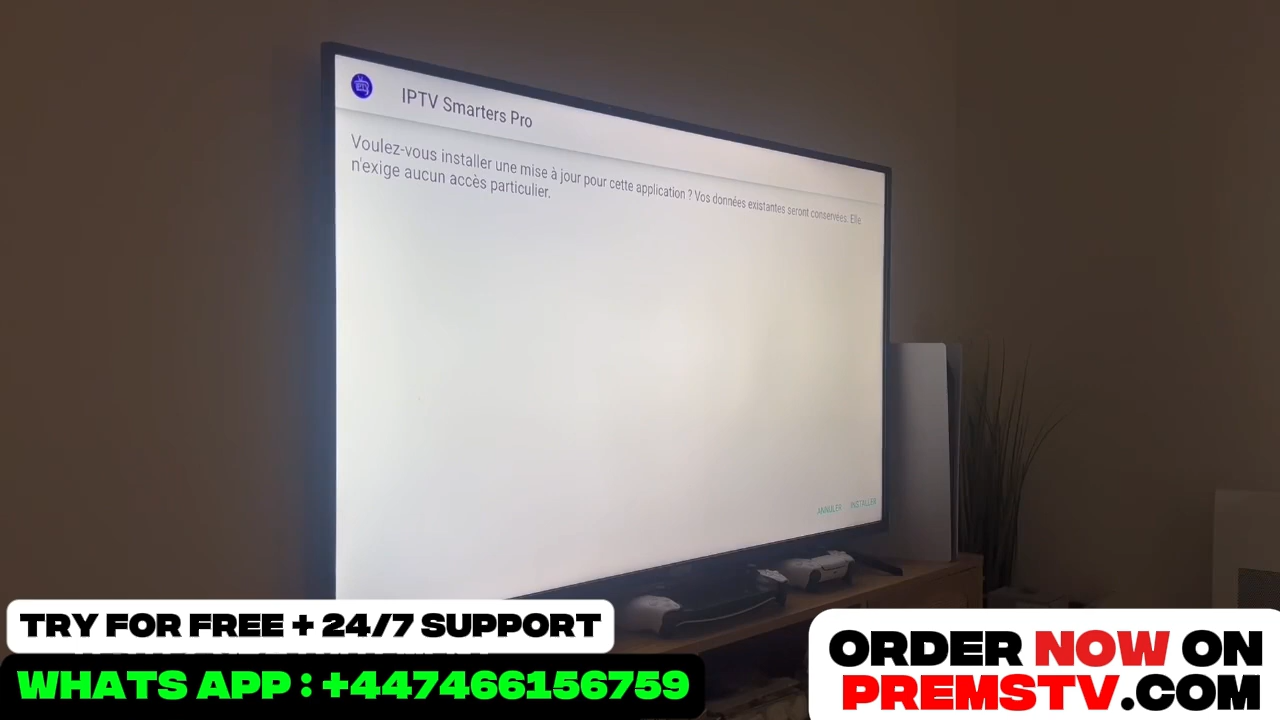 IPTV Smarters Pro
Voulez-vous installer une mise à jour pour cette application ? Vos données existantes seront conservées. Elle
n'exige aucun accès particulier.
ANNULER INSTALLER
TRY FOR FREE + 24/7 SUPPORT
WHATS APP : +447466156759
ORDER NOW ON
PREMSTV.COM